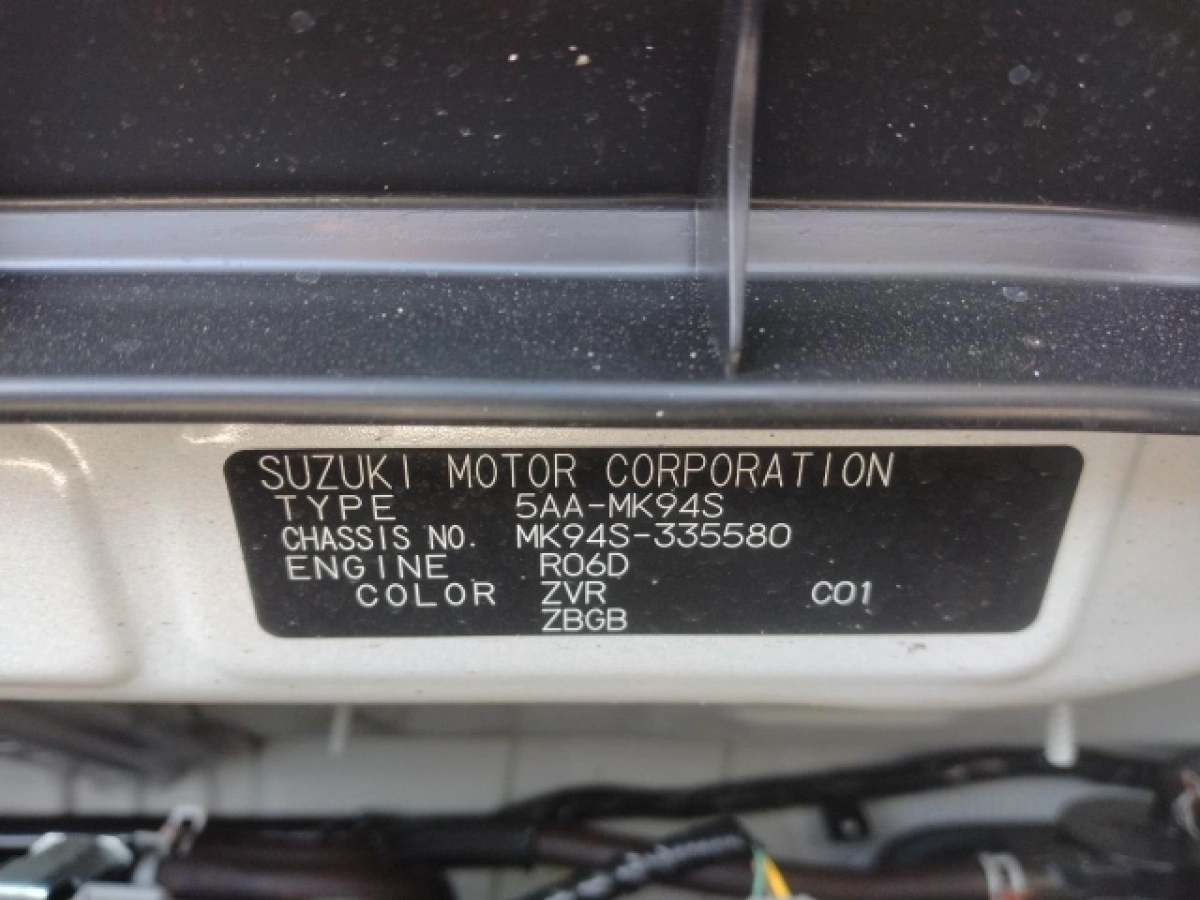 SUZUKI MOTOR CORPORATION
TYPE 5AA-MK94S
CHASSIS NO. MK94S-335580
ENGINE R06D
COLOR ZVR C01
ZBGB